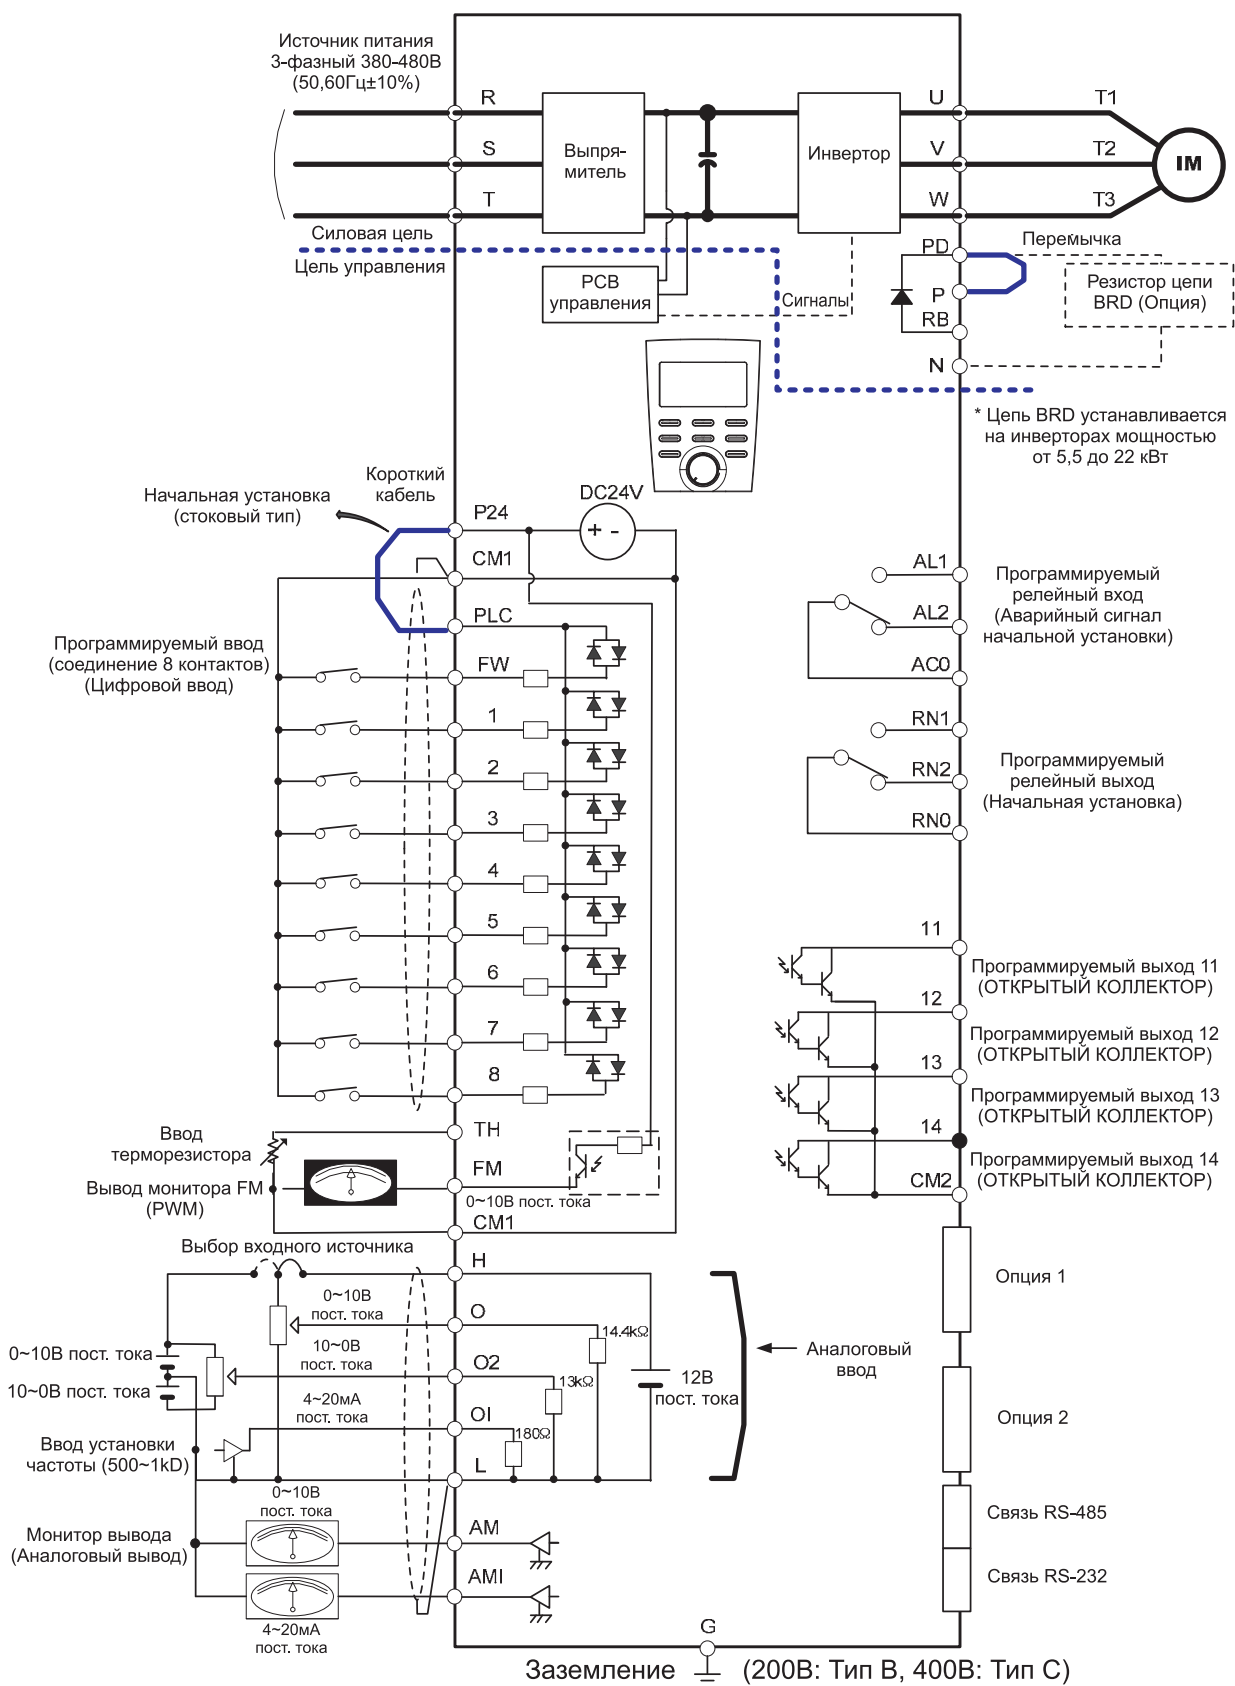 Источник питания
3-фазный 380-480В
(50,60Гц±10%)
R
S
T
Выпря-
митель
Инвертор
U
V
W
T1
T2
T3
IM
Силовая цель
Цель управления
PCB
управления
Сигналы
PD
P
RB
N
Перемычка
Резистор цепи
BRD (Опция)
* Цепь BRD устанавливается
на инверторах мощностью
от 5,5 до 22 кВт
Короткий
кабель
Начальная установка
(стоковый тип)
P24
DC24V
+ -
CM1
PLC
Программируемый ввод
(соединение 8 контактов)
(Цифровой ввод)
FW
1
2
3
4
5
6
7
8
AL1
AL2
AC0
Программируемый
релейный вход
(Аварийный сигнал
начальной установки)
RN1
RN2
RN0
Программируемый
релейный выход
(Начальная установка)
11
Программируемый выход 11
(ОТКРЫТЫЙ КОЛЛЕКТОР)
12
Программируемый выход 12
(ОТКРЫТЫЙ КОЛЛЕКТОР)
13
Программируемый выход 13
(ОТКРЫТЫЙ КОЛЛЕКТОР)
14
Программируемый выход 14
(ОТКРЫТЫЙ КОЛЛЕКТОР)
CM2
Ввод
терморезистора
TH
Вывод монитора FM
(PWM)
FM
0~10В пост. тока
CM1
Выбор входного источника
H
0~10В
пост. тока
O
14.4kΩ
10~0В
пост. тока
O2
13kΩ
0~10В пост. тока
10~0В пост. тока
4~20мА
пост. тока
OI
180Ω
12В
пост. тока
Аналоговый
ввод
Ввод установки
частоты (500~1kD)
L
0~10В
пост. тока
Монитор вывода
(Аналоговый вывод)
AM
AMI
4~20мА
пост. тока
Опция 1
Опция 2
Связь RS-485
Связь RS-232
G
Заземление (200В: Тип В, 400В: Тип С)